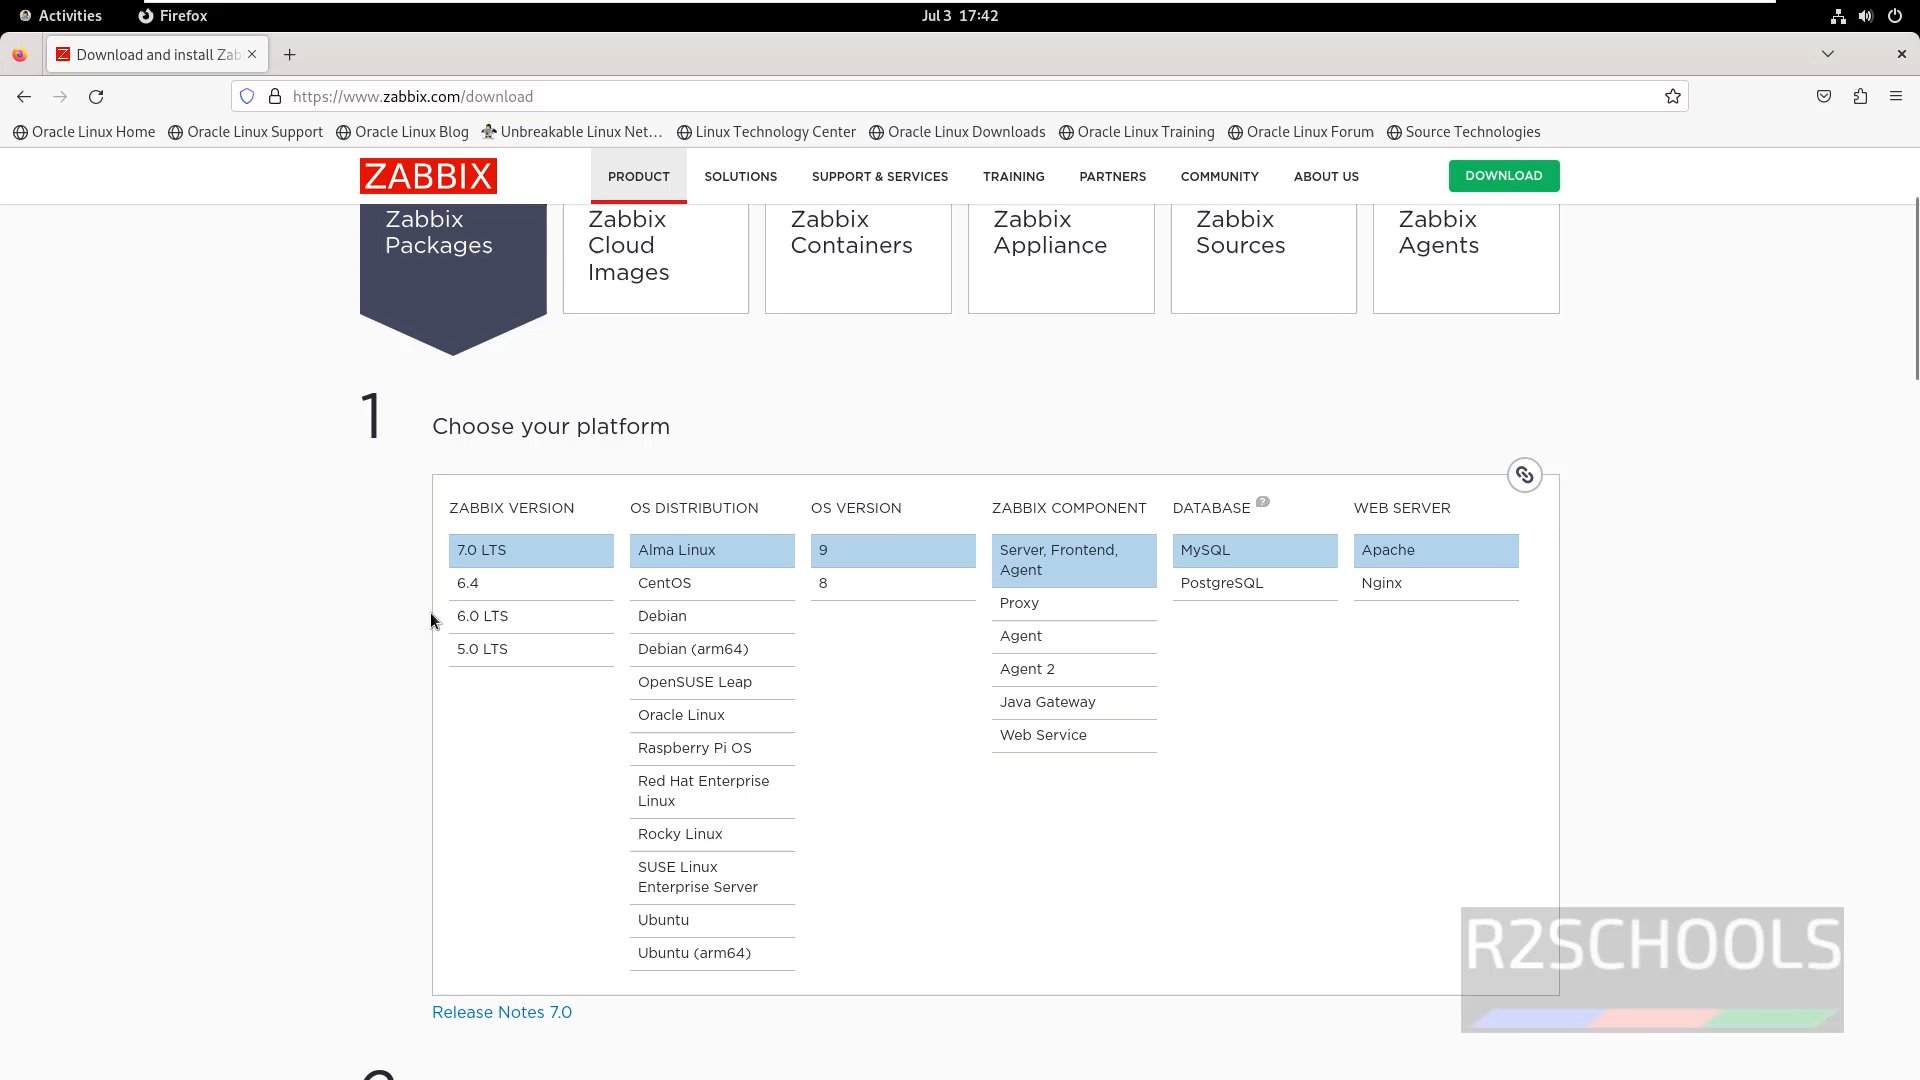 Activities Firefox Jul 3 17:42
Download and install Zab
https://www.zabbix.com/download
Oracle Linux Home Oracle Linux Support Oracle Linux Blog Unbreakable Linux Net... Linux Technology Center Oracle Linux Downloads Oracle Linux Training Oracle Linux Forum Source Technologies
ZABBIX PRODUCT SOLUTIONS SUPPORT & SERVICES TRAINING PARTNERS COMMUNITY ABOUT US DOWNLOAD
Zabbix
Packages
Zabbix
Cloud
Images
Zabbix
Containers
Zabbix
Appliance
Zabbix
Sources
Zabbix
Agents
1 Choose your platform
ZABBIX VERSION
7.0 LTS
6.4
6.0 LTS
5.0 LTS
OS DISTRIBUTION
Alma Linux
CentOS
Debian
Debian (arm64)
OpenSUSE Leap
Oracle Linux
Raspberry Pi OS
Red Hat Enterprise
Linux
Rocky Linux
SUSE Linux
Enterprise Server
Ubuntu
Ubuntu (arm64)
OS VERSION
9
8
ZABBIX COMPONENT
Server, Frontend,
Agent
Proxy
Agent
Agent 2
Java Gateway
Web Service
DATABASE ?
MySQL
PostgreSQL
WEB SERVER
Apache
Nginx
Release Notes 7.0
R2SCHOOLS